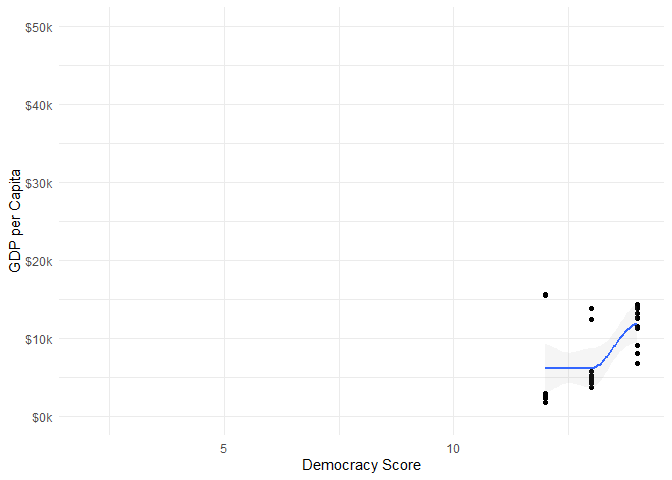 $50k
$40k
$30k
$20k
$10k
$0k
GDP per Capita
5
10
Democracy Score